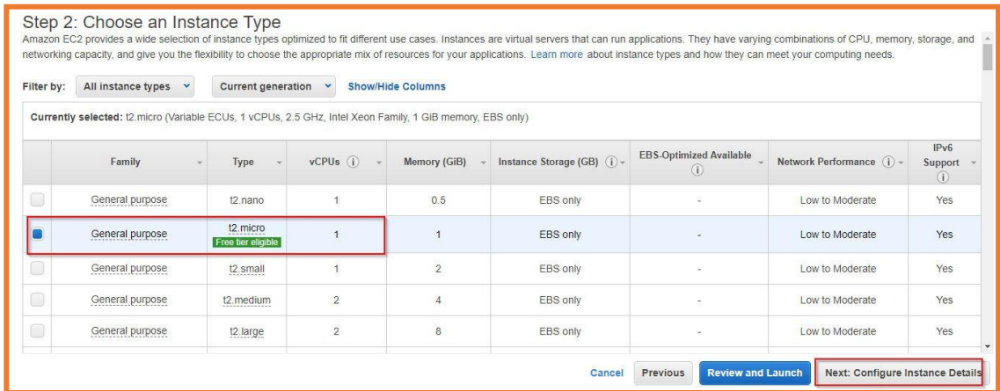 Step 2: Choose an Instance Type
Amazon EC2 provides a wide selection of instance types optimized to fit different use cases. Instances are virtual servers that can run applications. They have varying combinations of CPU, memory, storage, and
networking capacity, and give you the flexibility to choose the appropriate mix of resources for your applications. Learn more about instance types and how they can meet your computing needs.
Filter by: All instance types Current generation Show/Hide Columns
Currently selected: t2.micro (Variable ECUs, 1 vCPUs, 2.5 GHz, Intel Xeon Family, 1 GiB memory, EBS only)
Family Type vCPUs Memory (GiB) Instance Storage (GB) EBS-Optimized Available Network Performance IPv6 Support
General purpose t2.nano 1 0.5 EBS only - Low to Moderate Yes
General purpose t2.micro 1 1 EBS only - Low to Moderate Yes
Free tier eligible
General purpose t2.small 1 2 EBS only - Low to Moderate Yes
General purpose t2.medium 2 4 EBS only - Low to Moderate Yes
General purpose t2.large 2 8 EBS only - Low to Moderate Yes
Cancel Previous Review and Launch Next: Configure Instance Details